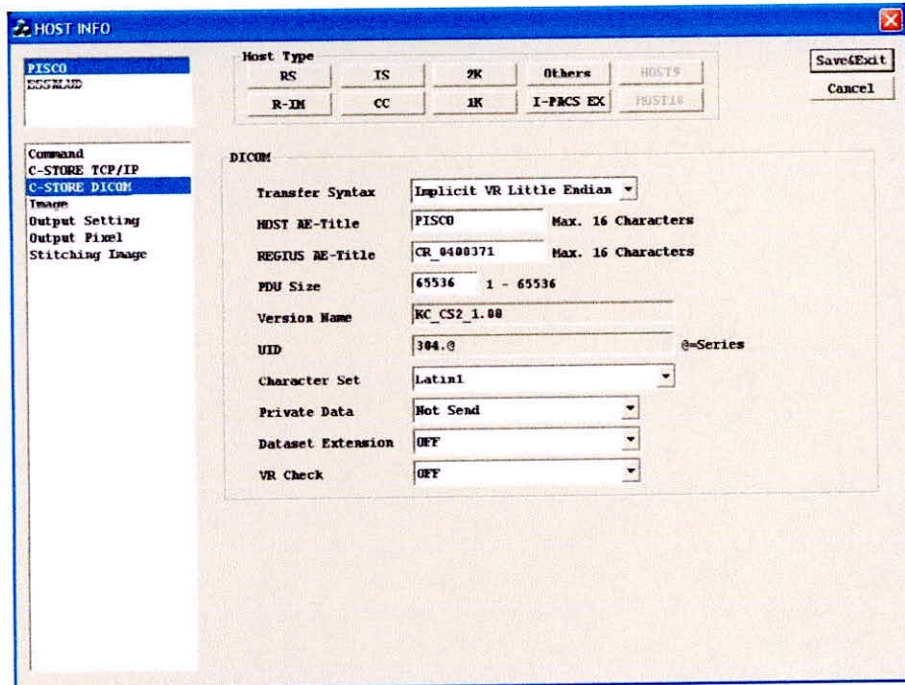 HOST INFO
PISCO
Host Type
RS IS 2K Others HOST9
R-IM CC 1K I-PACS EX HOST10
Save&Exit
Cancel
Command
C-STORE TCP/IP
C-STORE DICOM
Image
Output Setting
Output Pixel
Stitching Image
DICOM
Transfer Syntax Implicit VR Little Endian
HOST AE-Title PISCO Max. 16 Characters
REGIUS AE-Title CR_0400371 Max. 16 Characters
PDU Size 65536 1 - 65536
Version Name KC_CS2_1.00
UID 304.@ @=Series
Character Set Latin1
Private Data Not Send
Dataset Extension OFF
VR Check OFF